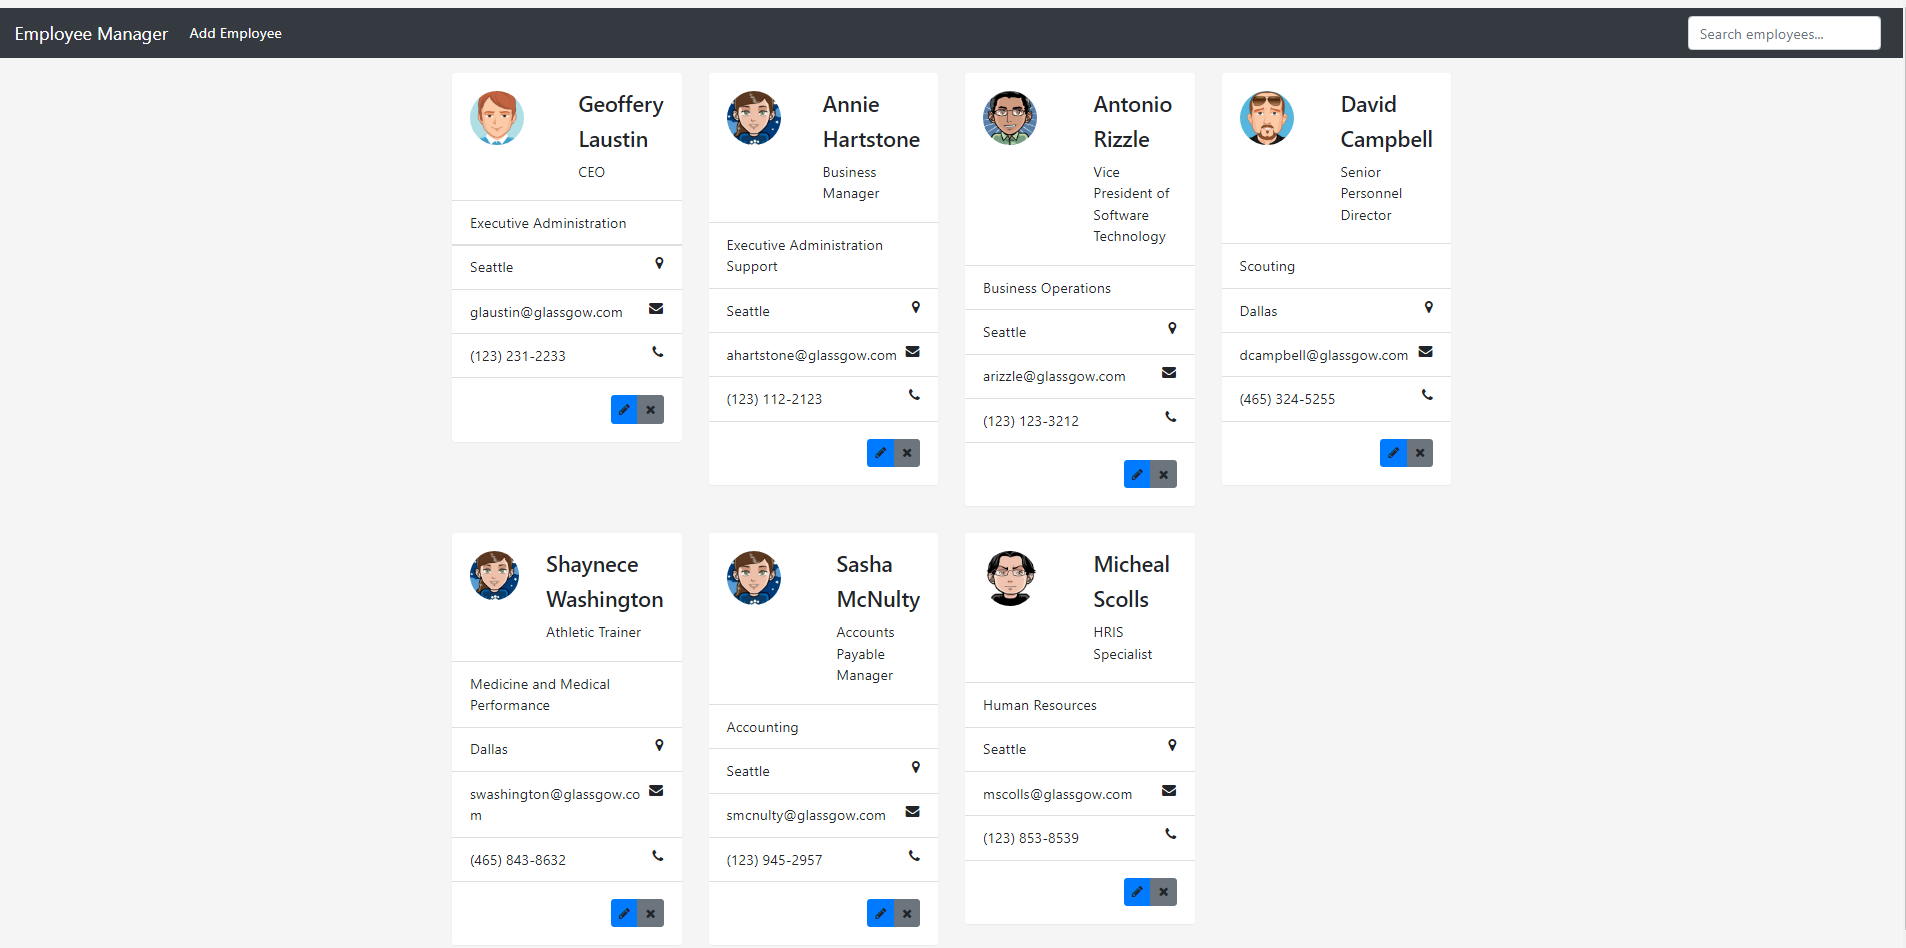 Employee Manager
Add Employee
Search employees...
Geoffery
Laustin
CEO
Executive Administration
Seattle
glaustin@glassgow.com
(123) 231-2233
Annie
Hartstone
Business
Manager
Executive Administration
Support
Seattle
ahartstone@glassgow.com
(123) 112-2123
Antonio
Rizzle
Vice
President of
Software
Technology
Business Operations
Seattle
arizzle@glassgow.com
(123) 123-3212
David
Campbell
Senior
Personnel
Director
Scouting
Dallas
dcampbell@glassgow.com
(465) 324-5255
Shaynece
Washington
Athletic Trainer
Medicine and Medical
Performance
Dallas
swashington@glassgow.co
m
(465) 843-8632
Sasha
McNulty
Accounts
Payable
Manager
Accounting
Seattle
smcnulty@glassgow.com
(123) 945-2957
Micheal
Scolls
HRIS
Specialist
Human Resources
Seattle
mscolls@glassgow.com
(123) 853-8539